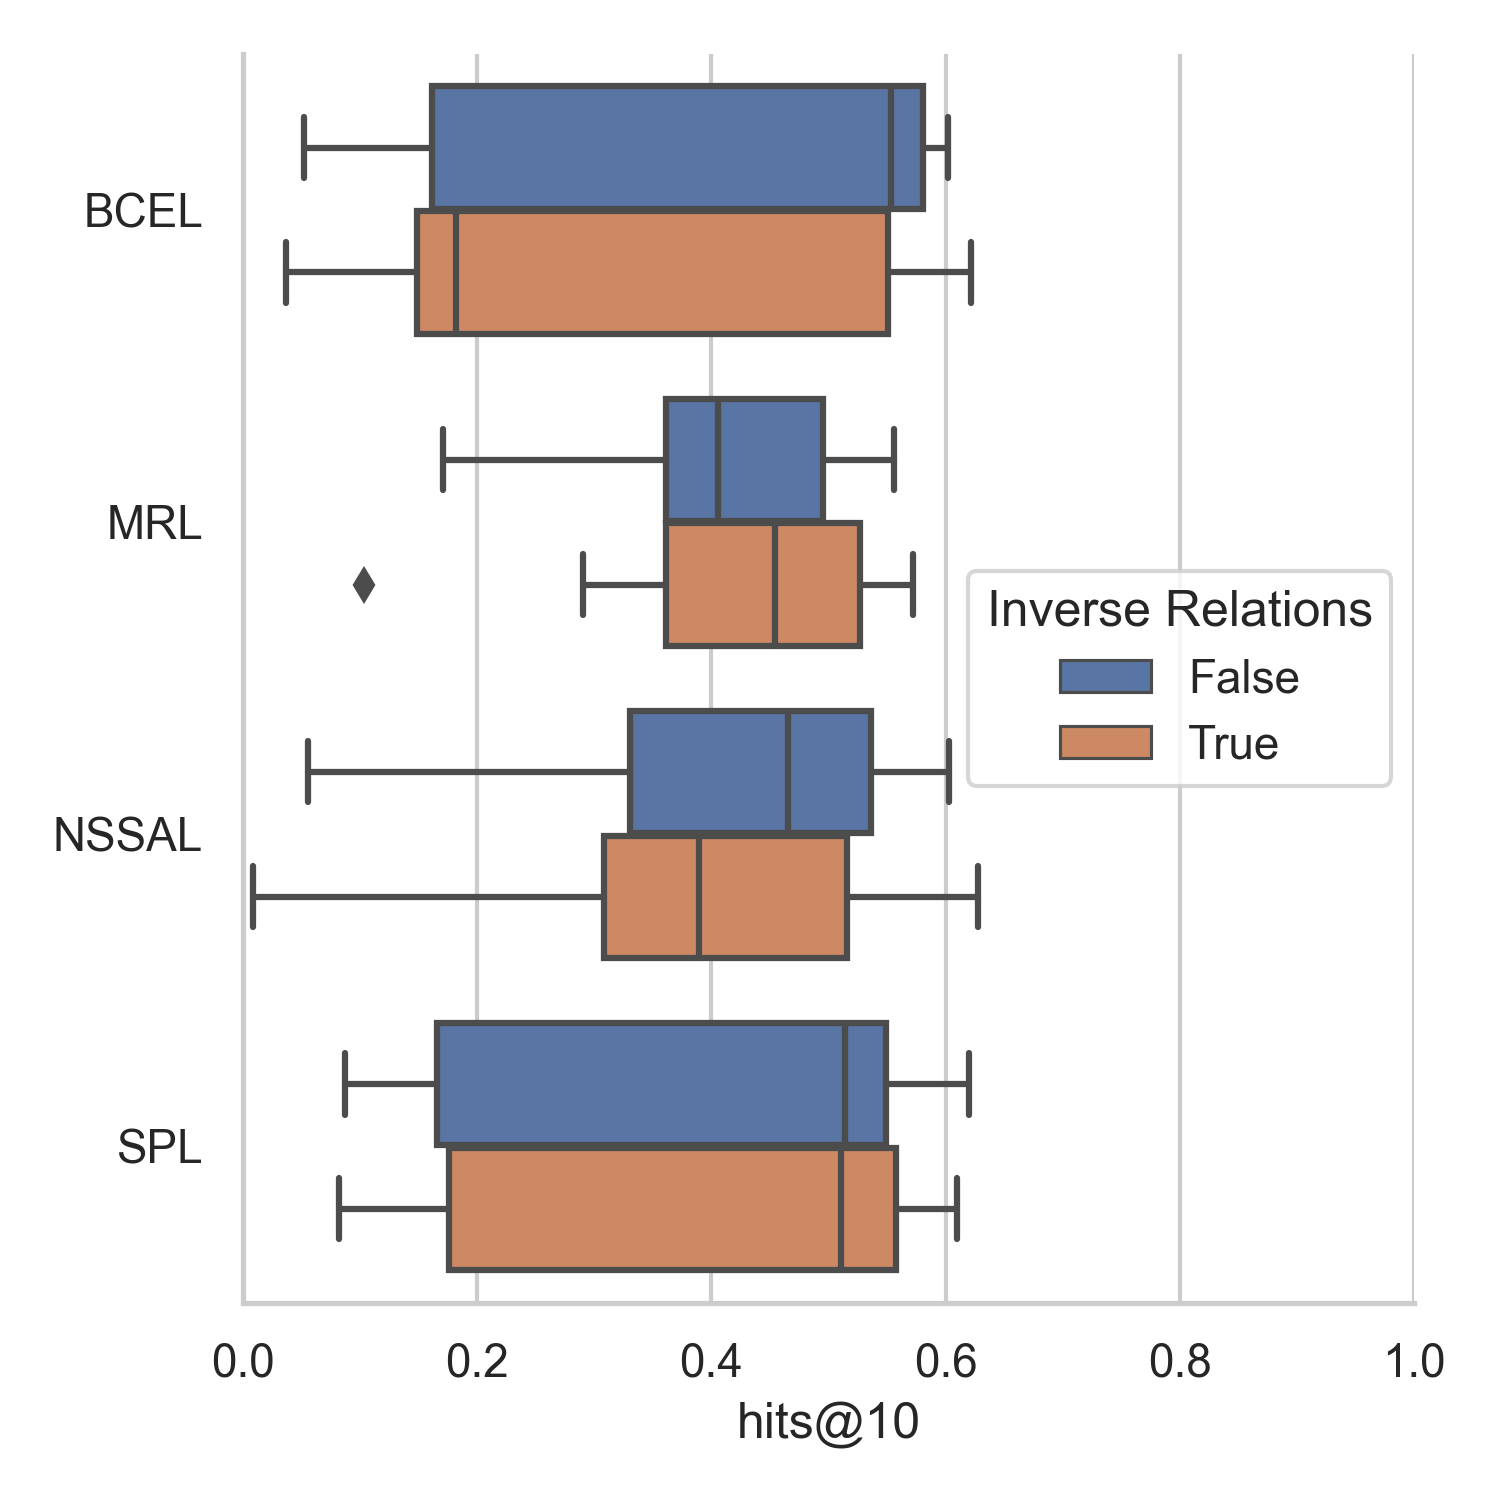 BCEL
MRL
NSSAL
SPL
Inverse Relations
False
True
0.0 0.2 0.4 0.6 0.8 1.0
hits@10